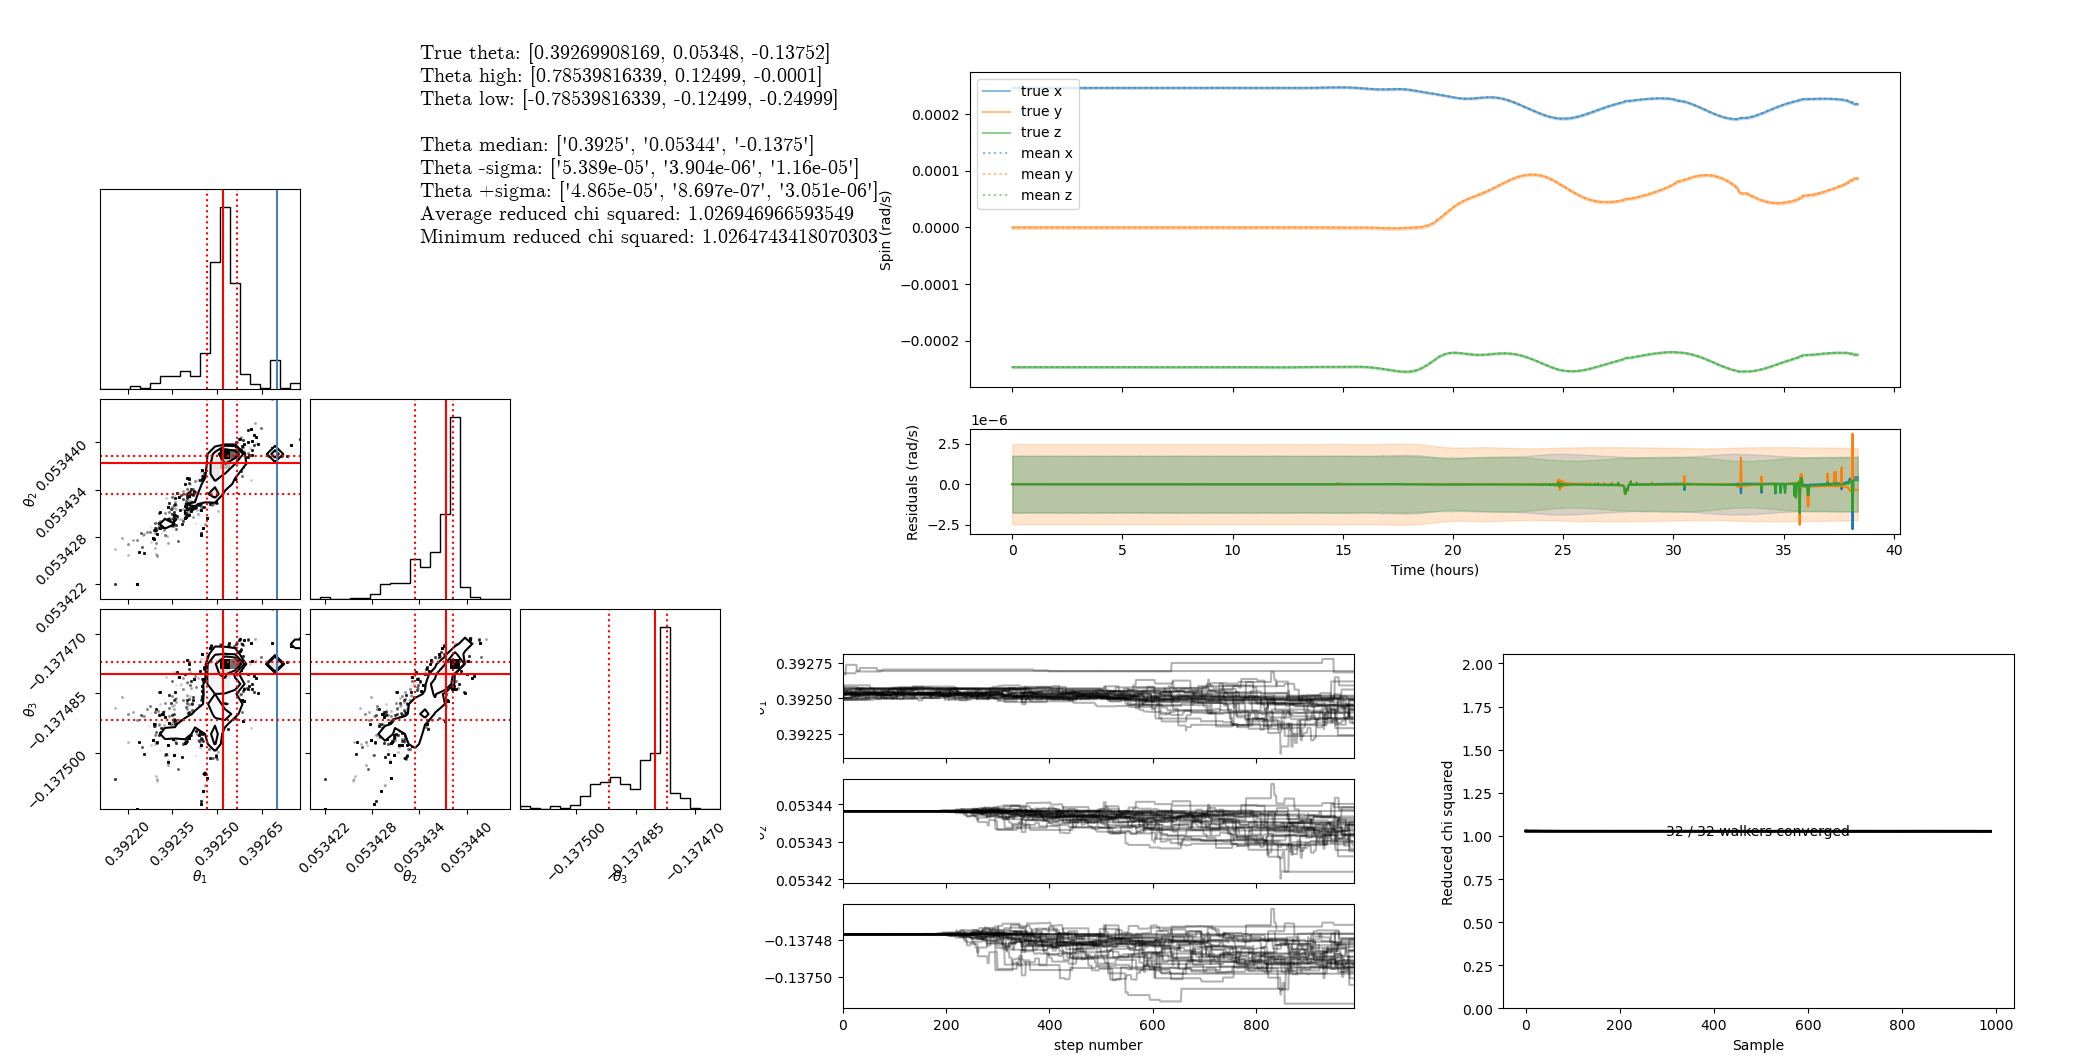 True theta: [0.39269908169, 0.05348, -0.13752]
Theta high: [0.78539816339, 0.12499, -0.0001]
Theta low: [-0.78539816339, -0.12499, -0.24999]
Theta median: ['0.3925', '0.05344', '-0.1375']
Theta -sigma: ['5.389e-05', '3.904e-06', '1.16e-05']
Theta +sigma: ['4.865e-05', '8.697e-07', '3.051e-06']
Average reduced chi squared: 1.026946966593549
Minimum reduced chi squared: 1.0264743418070303
true x
true y
true z
mean x
mean y
mean z
Spin (rad/s)
0.0002
0.0001
0.0000
−0.0001
−0.0002
1e−6
Residuals (rad/s)
2.5
0.0
−2.5
0 5 10 15 20 25 30 35 40
Time (hours)
θ2
0.053440
0.053434
0.053428
0.053422
θ3
−0.137470
−0.137485
−0.137500
0.39220 0.39235 0.39250 0.39265
θ1
0.053422 0.053428 0.053434 0.053440
θ2
−0.137500 −0.137485 −0.137470
θ3
0.39275
0.39250
0.39225
0.05344
0.05343
0.05342
−0.13748
−0.13750
0 200 400 600 800
step number
Reduced chi squared
2.00
1.75
1.50
1.25
1.00
0.75
0.50
0.25
0.00
32 / 32 walkers converged
0 200 400 600 800 1000
Sample